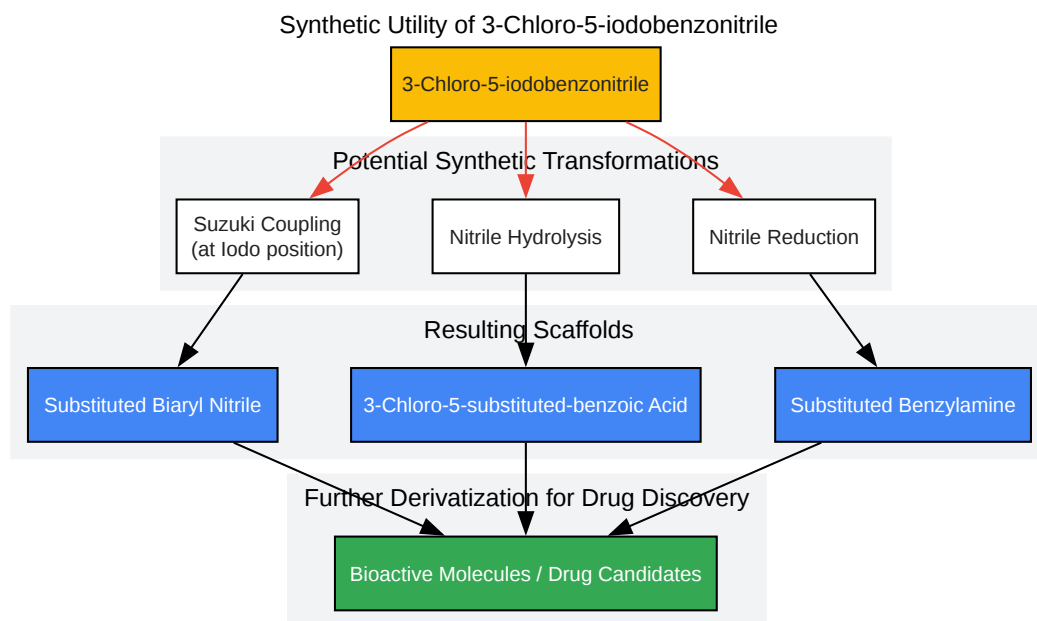 Synthetic Utility of 3-Chloro-5-iodobenzonitrile
3-Chloro-5-iodobenzonitrile
Potential Synthetic Transformations
Suzuki Coupling
(at Iodo position)
Nitrile Hydrolysis
Nitrile Reduction
Resulting Scaffolds
Substituted Biaryl Nitrile
3-Chloro-5-substituted-benzoic Acid
Substituted Benzylamine
Further Derivatization for Drug Discovery
Bioactive Molecules / Drug Candidates